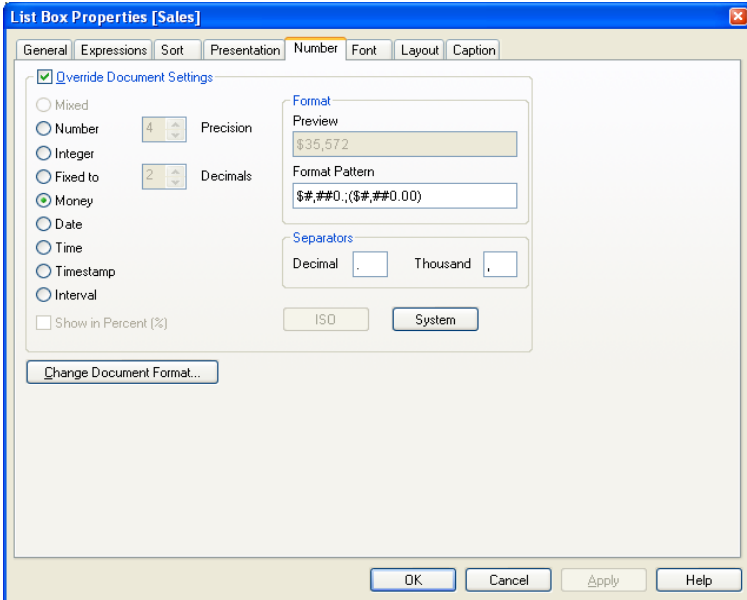 List Box Properties [Sales]
General Expressions Sort Presentation Number Font Layout Caption
Override Document Settings
Mixed
Number 4 Precision
Integer
Fixed to 2 Decimals
Money
Date
Time
Timestamp
Interval
Show in Percent (%)
Format
Preview
$35,572
Format Pattern
$#,##0.;($#,##0.00)
Separators
Decimal . Thousand ,
ISO System
Change Document Format...
OK Cancel Apply Help